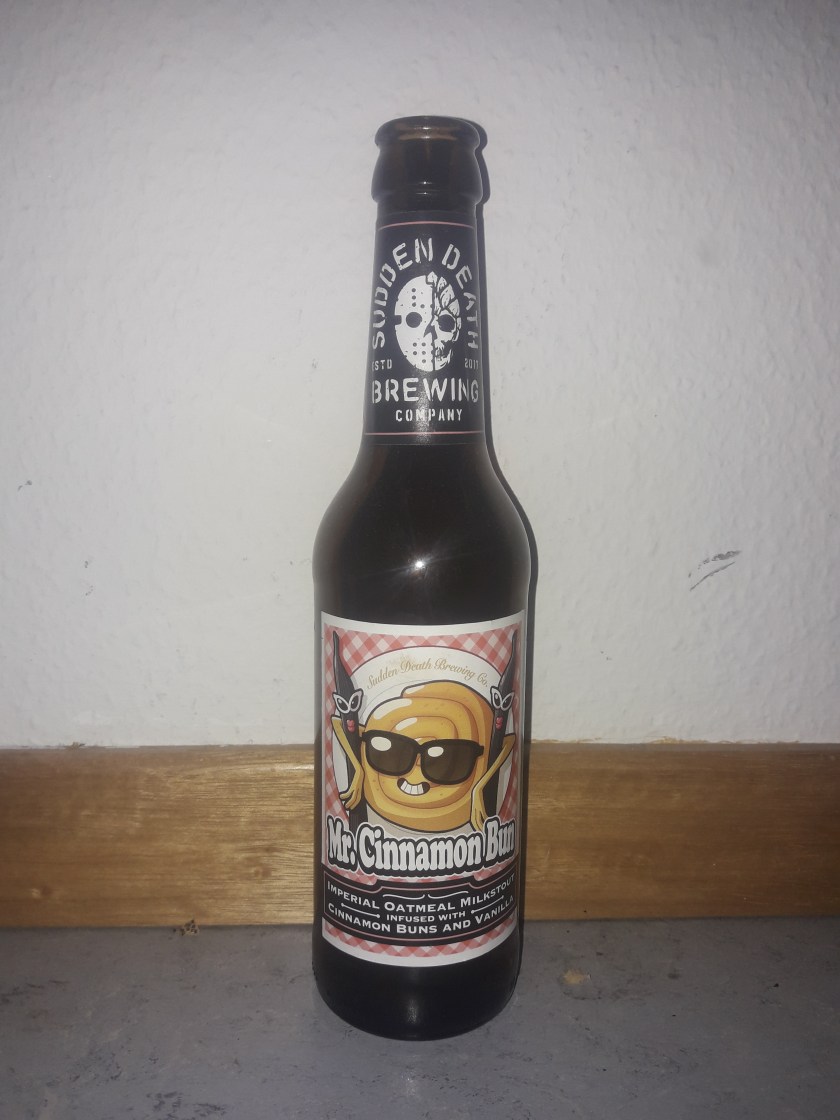 SUDDEN DEATH
ESTD 2011
BREWING
COMPANY
Sudden Death Brewing Co.
Mr. Cinnamon Bun
IMPERIAL OATMEAL MILKSTOUT
INFUSED WITH
CINNAMON BUNS AND VANILLA